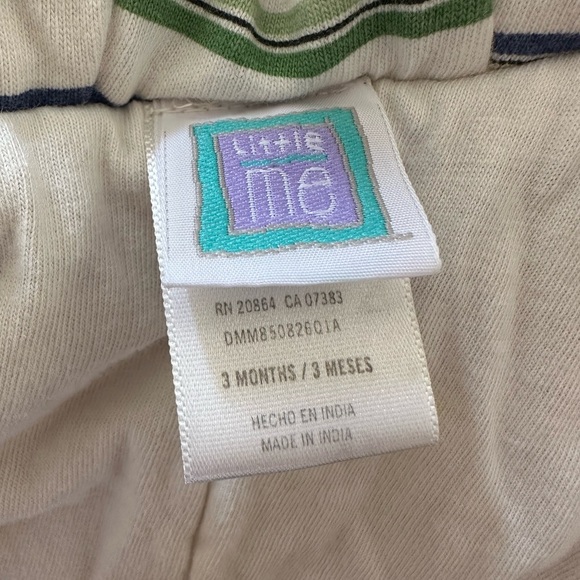 Little
me
RN 20864 CA 07383
DMM850826Q1A
3 MONTHS / 3 MESES
HECHO EN INDIA
MADE IN INDIA